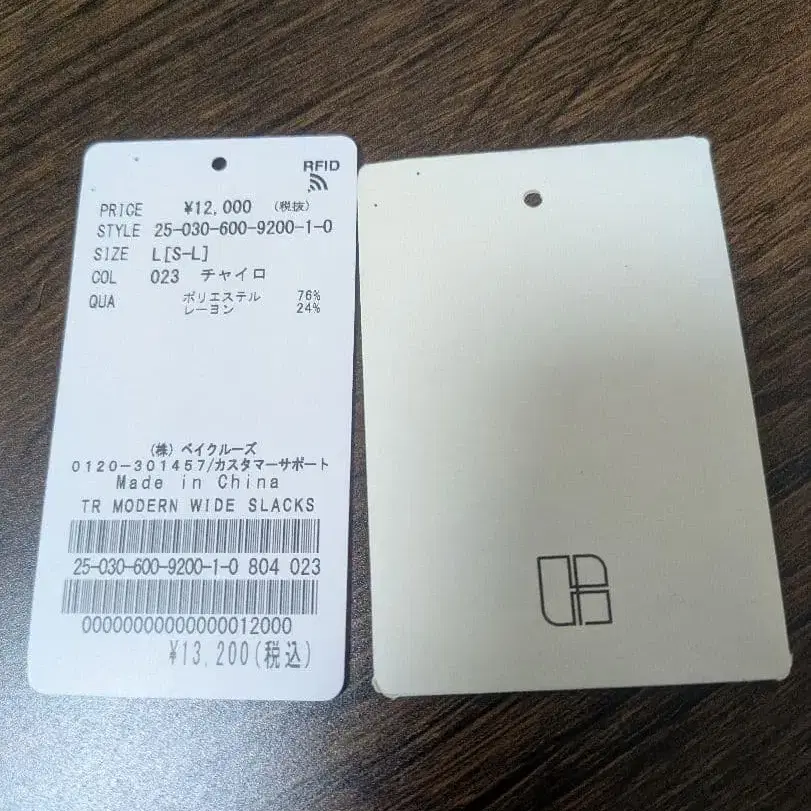 RFID
PRICE ¥12,000 (税抜)
STYLE 25-030-600-9200-1-0
SIZE L[S-L]
COL 023 チャイロ
QUA ポリエステル 76%
レーヨン 24%
(株)ベイクルーズ
0120-301457/カスタマーサポート
Made in China
TR MODERN WIDE SLACKS
25-030-600-9200-1-0 804 023
00000000000000012000
¥13,200(税込)